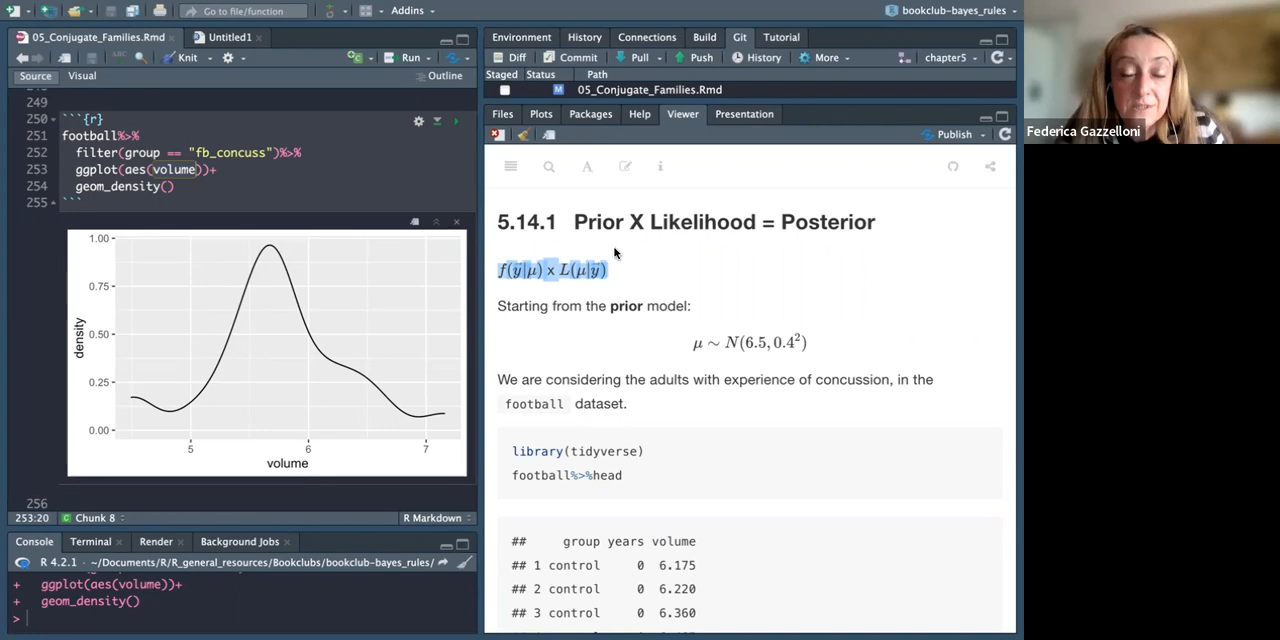 Go to file/function
Addins
bookclub-bayes_rules
05_Conjugate_Families.Rmd
Untitled1
Knit
Run
Source
Visual
Outline
249
250 ```{r}
251 football%>%
252 filter(group == "fb_concuss")%>%
253 ggplot(aes(volume))+
254 geom_density()
255 ```
1.00
0.75
0.50
0.25
0.00
density
5
6
7
volume
256
253:20
Chunk 8
R Markdown
Console
Terminal
Render
Background Jobs
R 4.2.1 · ~/Documents/R/R_general_resources/Bookclubs/bookclub-bayes_rules/
+ ggplot(aes(volume))+
+ geom_density()
>
Environment
History
Connections
Build
Git
Tutorial
Diff
Commit
Pull
Push
History
More
chapter5
Staged
Status
Path
M
05_Conjugate_Families.Rmd
Files
Plots
Packages
Help
Viewer
Presentation
Publish
5.14.1 Prior X Likelihood = Posterior
f(y⃗|μ) x L(μ|y⃗)
Starting from the prior model:
μ ∼ N(6.5, 0.4²)
We are considering the adults with experience of concussion, in the
football dataset.
library(tidyverse)
football%>%head
## group years volume
## 1 control 0 6.175
## 2 control 0 6.220
## 3 control 0 6.360
Federica Gazzelloni